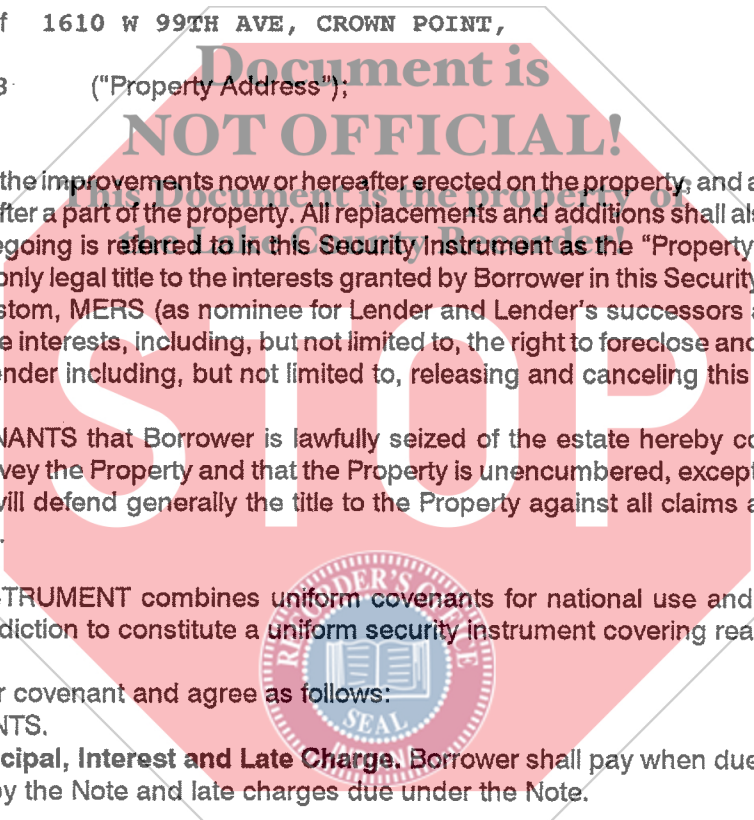 f 1610 W 99TH AVE, CROWN POINT,
Document is
("Property Address");
NOT OFFICIAL!
the improvements now or hereafter erected on the property, and a
This Document is the property of
fter a part of the property. All replacements and additions shall als
the Lake County Recorder!
egoing is referred to in this Security Instrument as the "Property
only legal title to the interests granted by Borrower in this Security
stom, MERS (as nominee for Lender and Lender's successors a
e interests, including, but not limited to, the right to foreclose and
ender including, but not limited to, releasing and canceling this
STOP
NANTS that Borrower is lawfully seized of the estate hereby co
vey the Property and that the Property is unencumbered, except
will defend generally the title to the Property against all claims a
.
TRUMENT combines uniform covenants for national use and
diction to constitute a uniform security instrument covering rea
RECORDER'S OFFICE
r covenant and agree as follows:
SEAL
NTS.
cipal, Interest and Late Charge. Borrower shall pay when due
by the Note and late charges due under the Note.